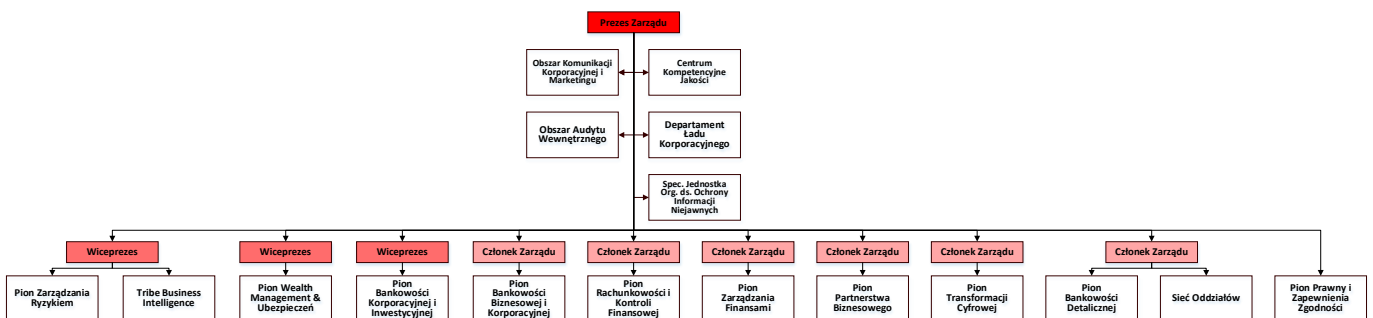 Prezes Zarządu
Obszar Komunikacji
Korporacyjnej i
Marketingu
Centrum
Kompetencyjne
Jakości
Obszar Audytu
Wewnętrznego
Departament
Ładu
Korporacyjnego
Spec. Jednostka
Org. ds. Ochrony
Informacji
Niejawnych
Wiceprezes
Wiceprezes
Wiceprezes
Członek Zarządu
Członek Zarządu
Członek Zarządu
Członek Zarządu
Członek Zarządu
Członek Zarządu
Pion Zarządzania
Ryzykiem
Tribe Business
Intelligence
Pion Wealth
Management &
Ubezpieczeń
Pion
Bankowości
Korporacyjnej i
Inwestycyjnej
Pion
Bankowości
Biznesowej i
Korporacyjnej
Pion
Rachunkowości i
Kontroli
Finansowej
Pion
Zarządzania
Finansami
Pion
Partnerstwa
Biznesowego
Pion
Transformacji
Cyfrowej
Pion
Bankowości
Detalicznej
Sieć Oddziałów
Pion Prawny i
Zapewnienia
Zgodności